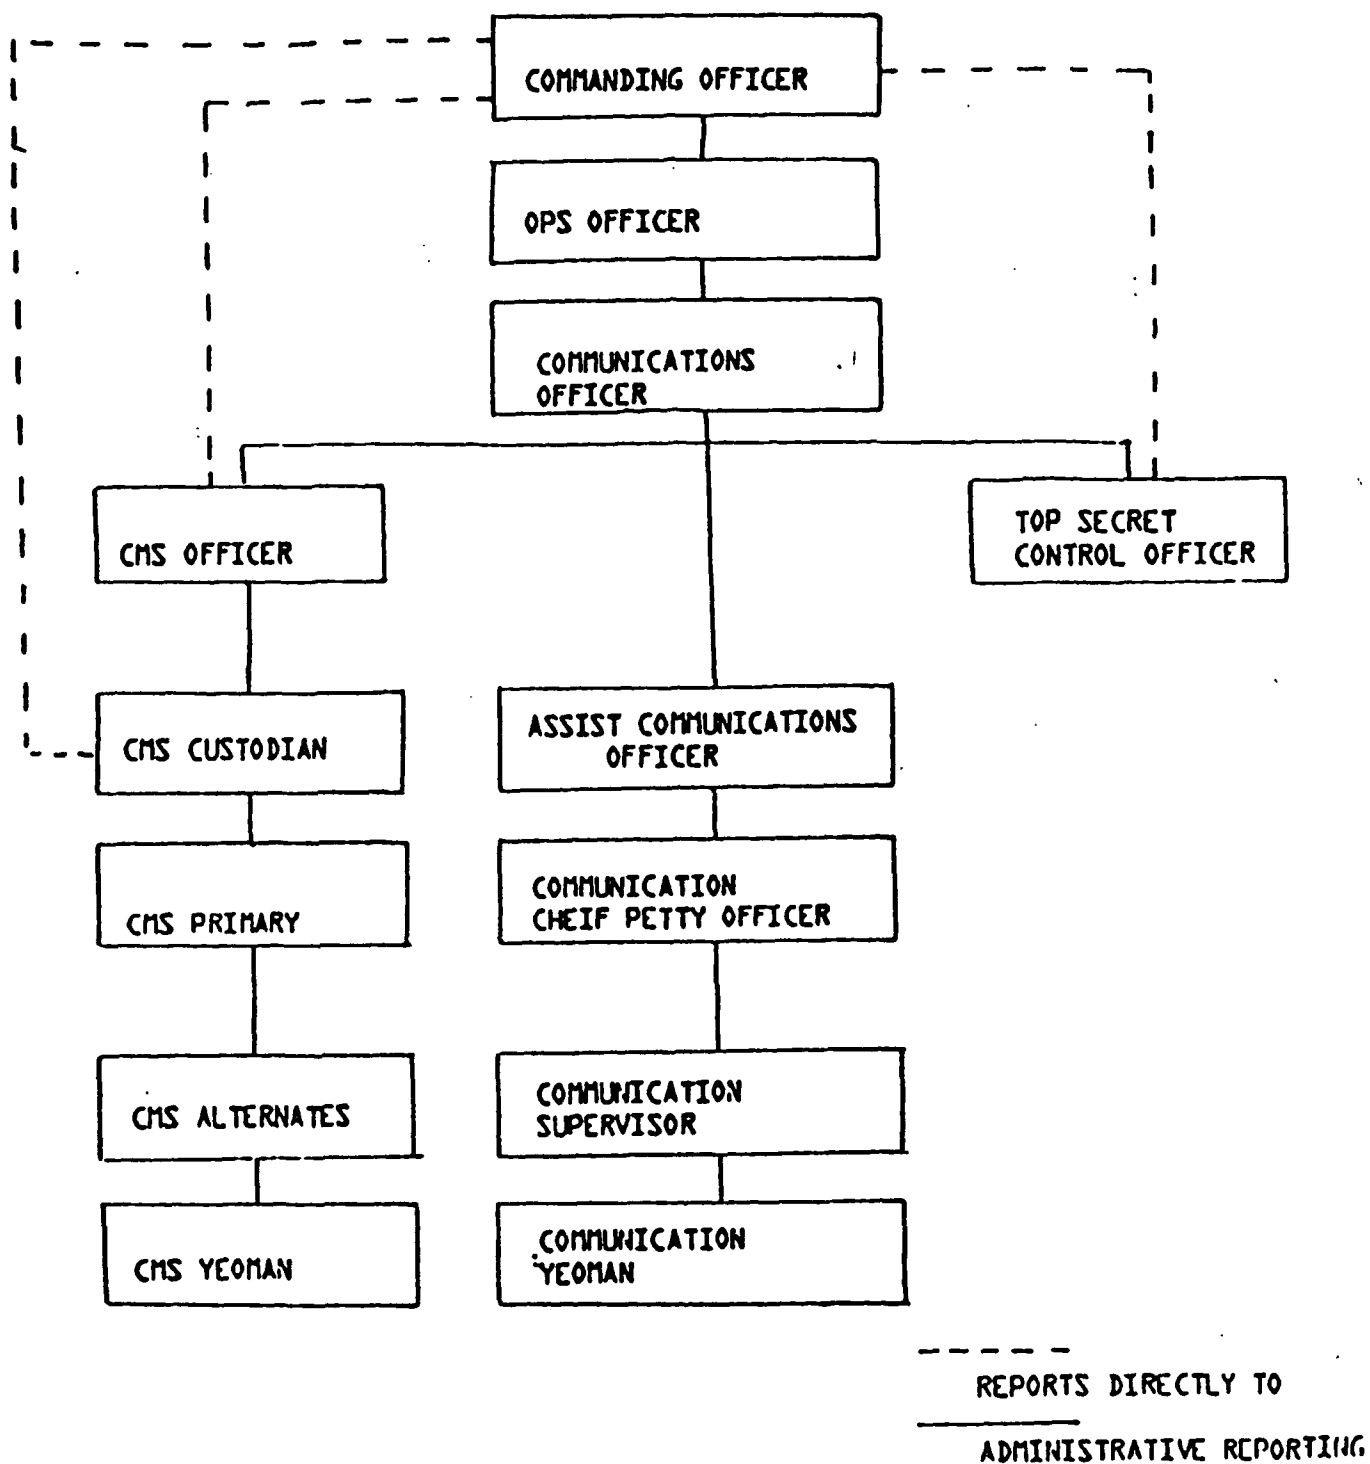 COMMANDING OFFICER
OPS OFFICER
COMMUNICATIONS
OFFICER
CMS OFFICER
TOP SECRET
CONTROL OFFICER
CMS CUSTODIAN
ASSIST COMMUNICATIONS
OFFICER
CMS PRIMARY
COMMUNICATION
CHEIF PETTY OFFICER
CMS ALTERNATES
COMMUNICATION
SUPERVISOR
CMS YEOMAN
COMMUNICATION
YEOMAN
REPORTS DIRECTLY TO
ADMINISTRATIVE REPORTING